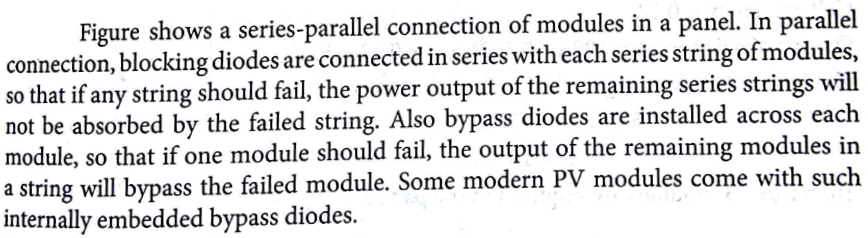 Figure shows a series-parallel connection of modules in a panel. In parallel
connection, blocking diodes are connected in series with each series string of modules,
so that if any string should fail, the power output of the remaining series strings will
not be absorbed by the failed string. Also bypass diodes are installed across each
module, so that if one module should fail, the output of the remaining modules in
a string will bypass the failed module. Some modern PV modules come with such
internally embedded bypass diodes.